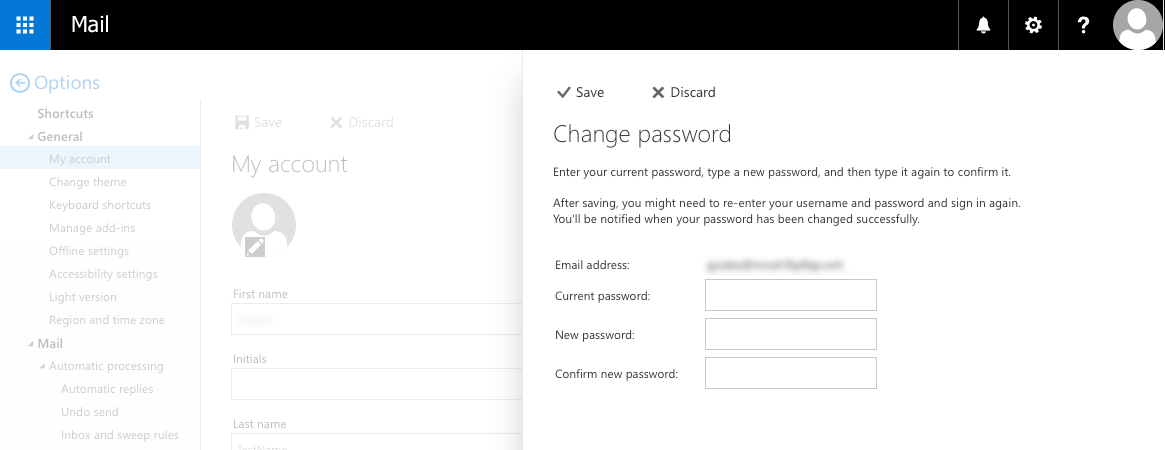 Mail
?
Options
Shortcuts
General
My account
Change theme
Keyboard shortcuts
Manage add-ins
Offline settings
Accessibility settings
Light version
Region and time zone
Mail
Automatic processing
Automatic replies
Undo send
Inbox and sweep rules
Save Discard
My account
First name
Initials
Last name
TestName
Save Discard
Change password
Enter your current password, type a new password, and then type it again to confirm it.
After saving, you might need to re-enter your username and password and sign in again.
You'll be notified when your password has been changed successfully.
Email address:
Current password:
New password:
Confirm new password: